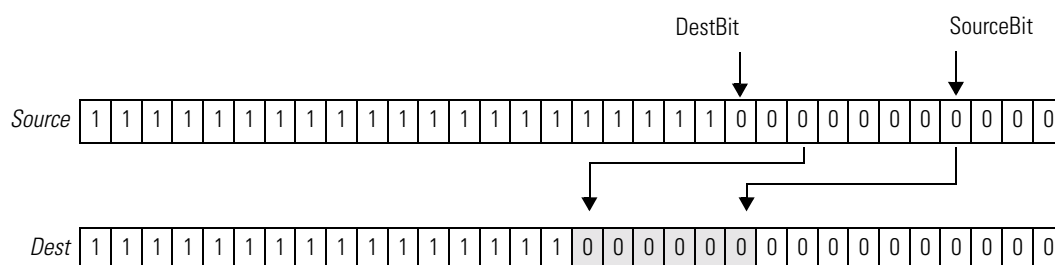 DestBit SourceBit
Source 1 1 1 1 1 1 1 1 1 1 1 1 1 1 1 1 1 1 1 1 1 0 0 0 0 0 0 0 0 0 0 0
Dest 1 1 1 1 1 1 1 1 1 1 1 1 1 1 1 1 0 0 0 0 0 0 0 0 0 0 0 0 0 0 0 0